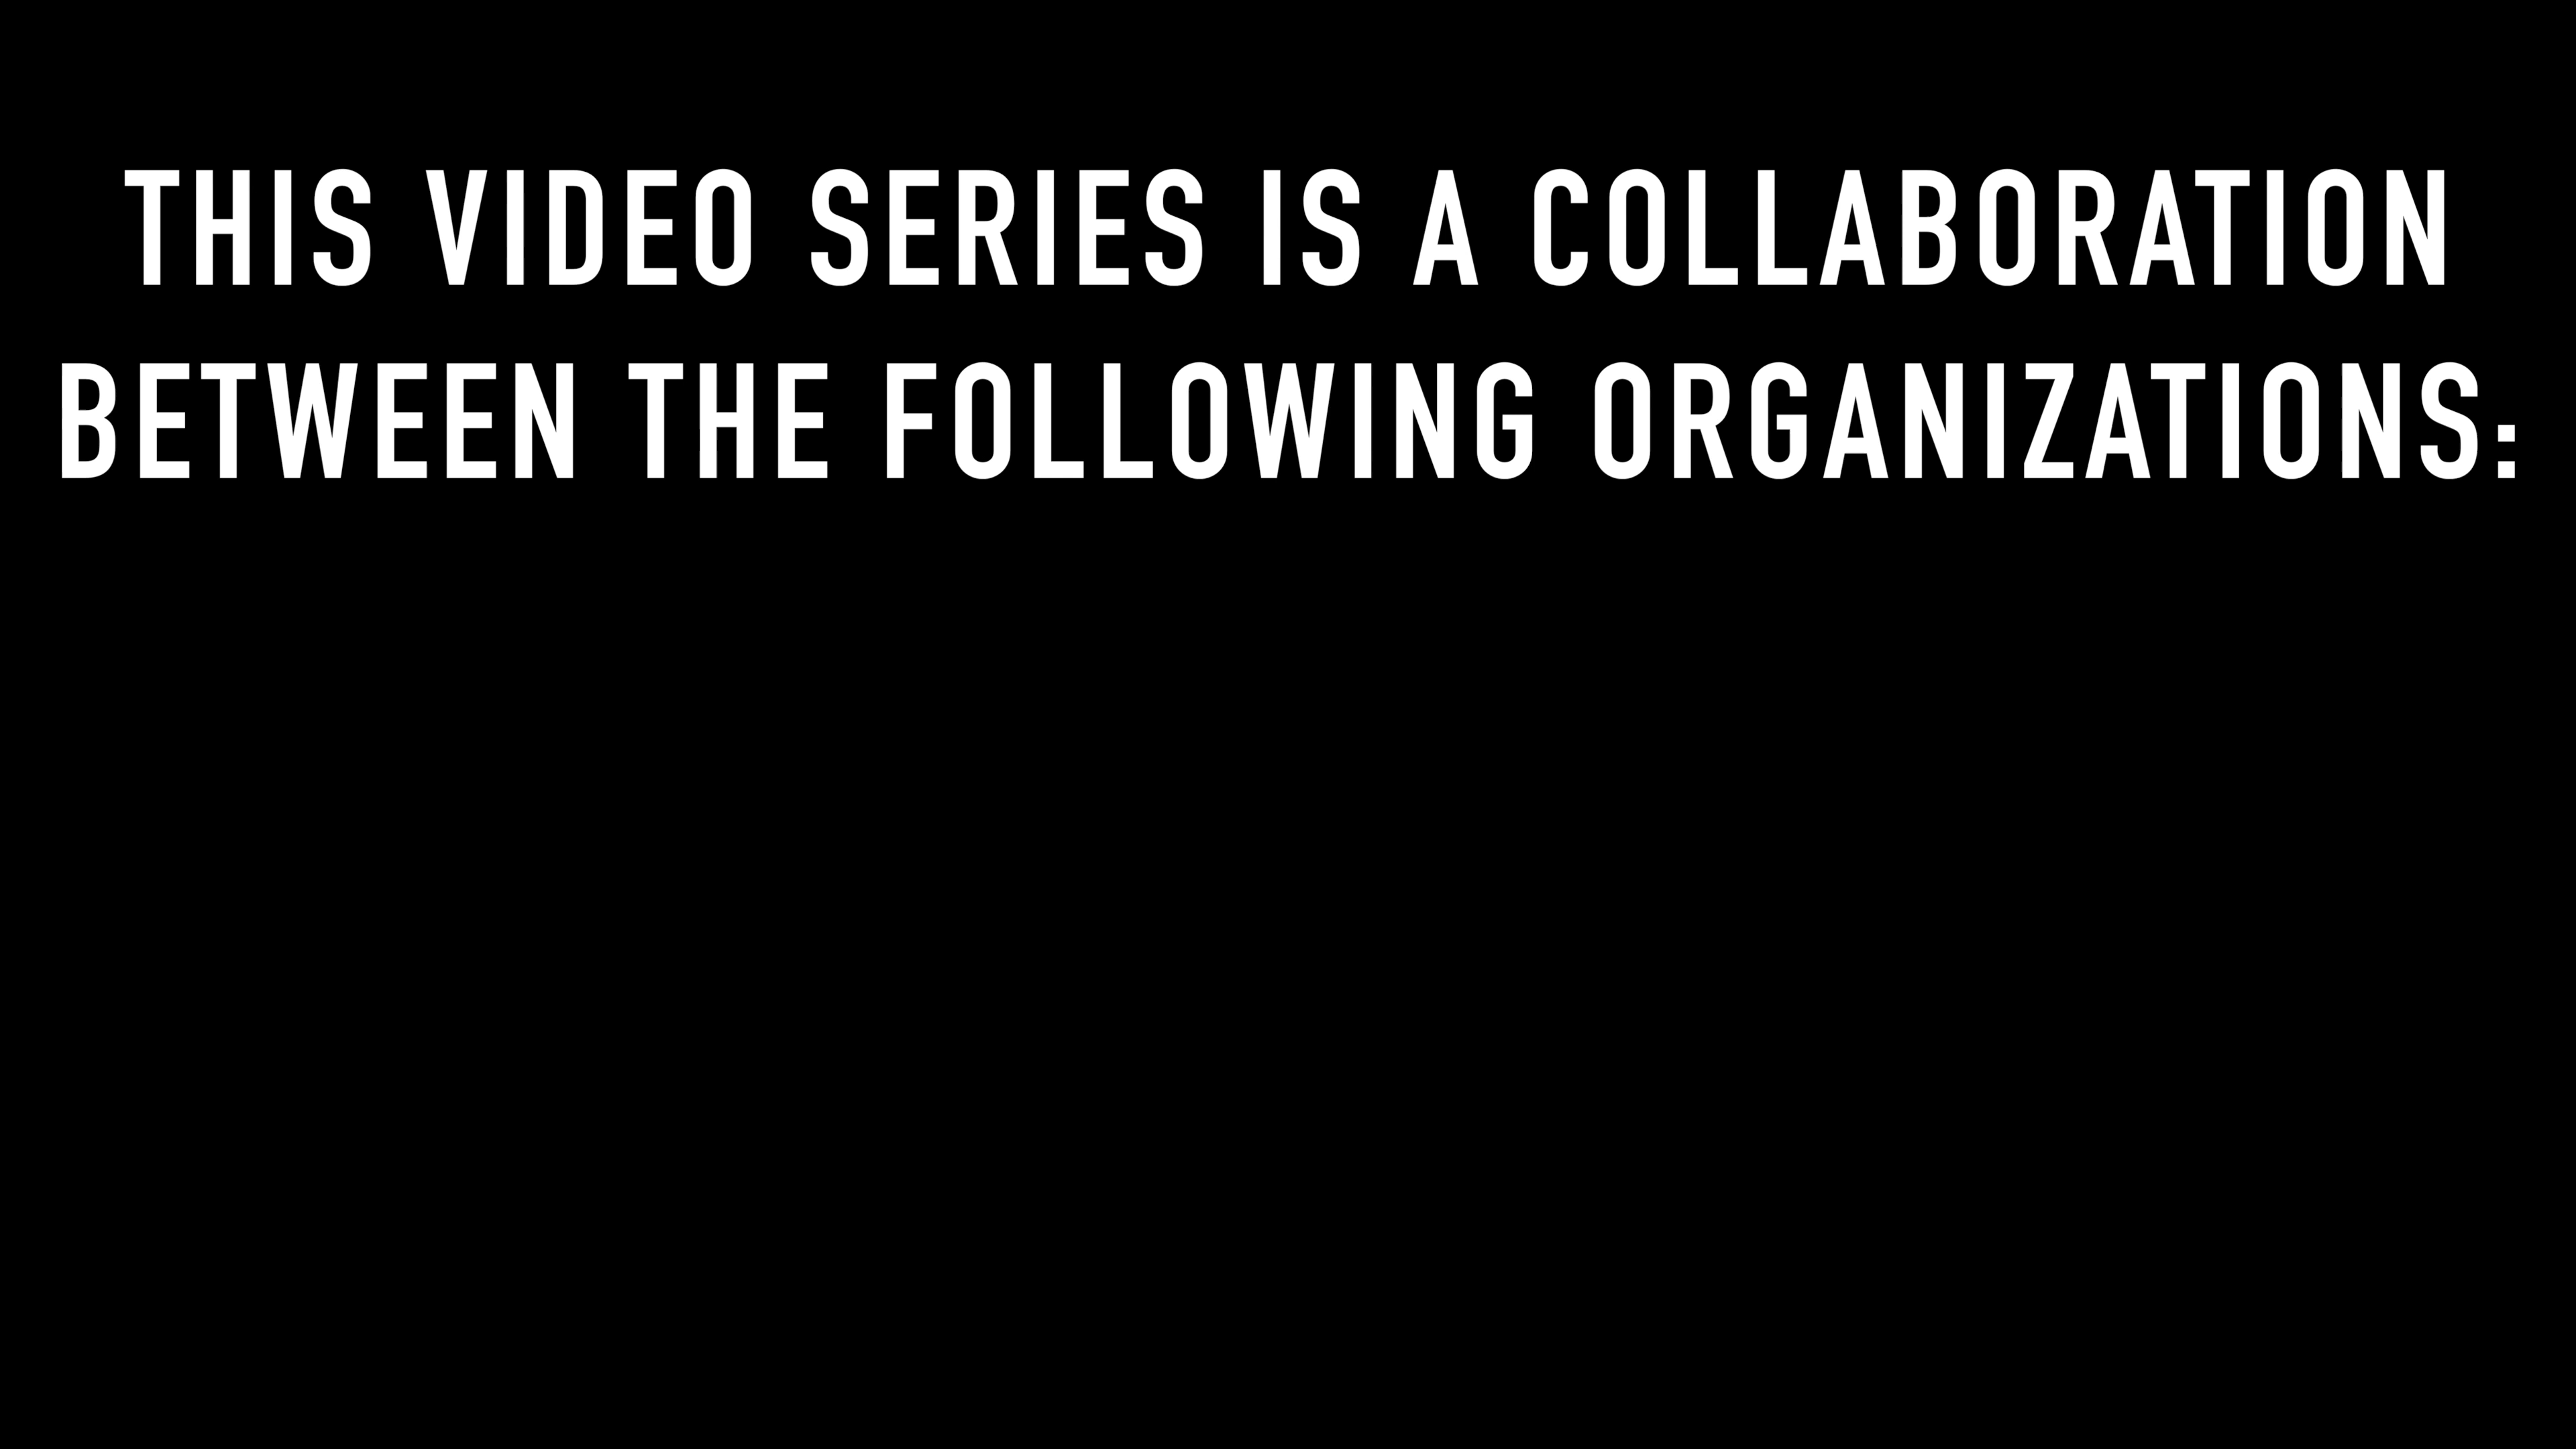 THIS VIDEO SERIES IS A COLLABORATION
BETWEEN THE FOLLOWING ORGANIZATIONS: